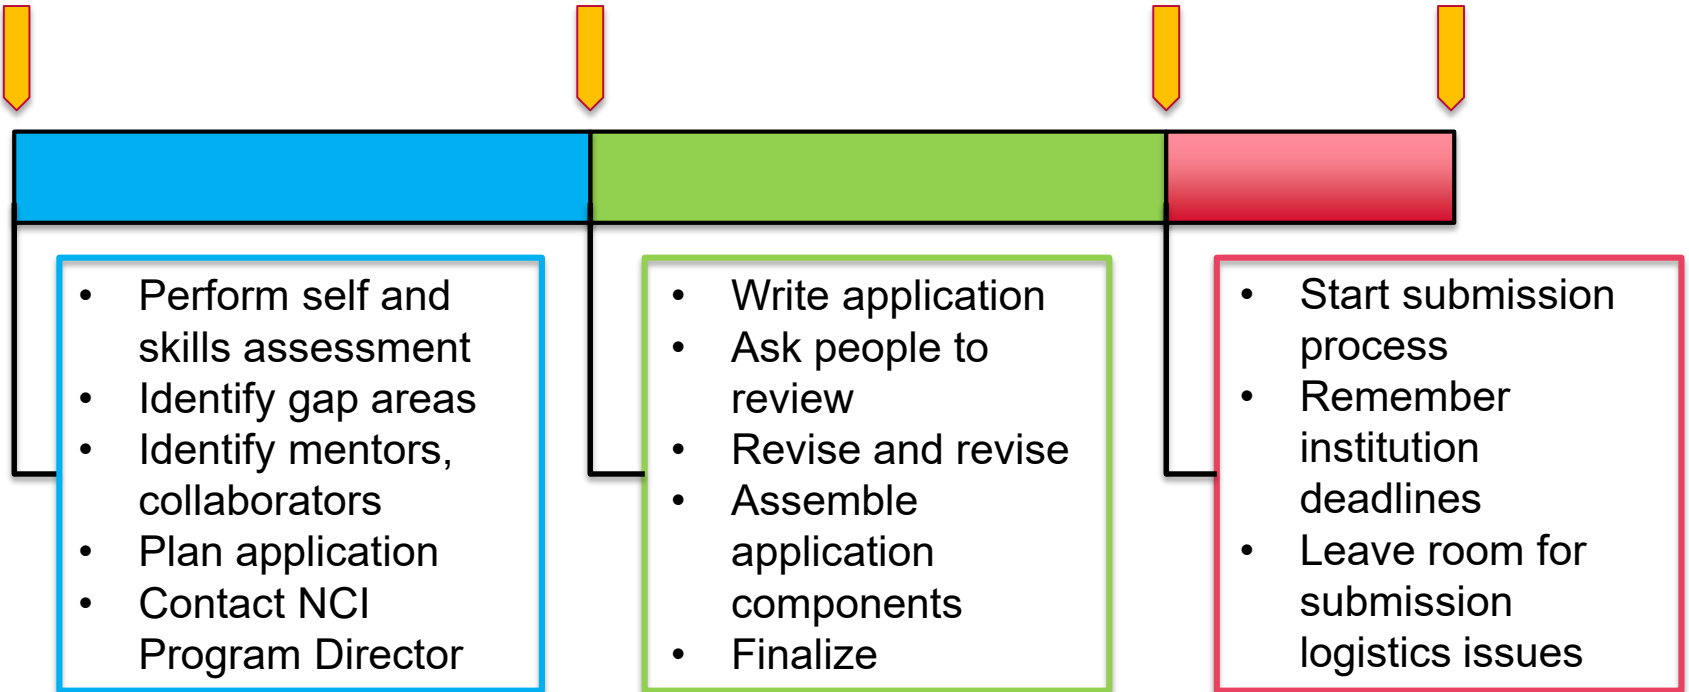 • Perform self and
skills assessment
• Identify gap areas
• Identify mentors,
collaborators
• Plan application
• Contact NCI
Program Director
• Write application
• Ask people to
review
• Revise and revise
• Assemble
application
components
• Finalize
• Start submission
process
• Remember
institution
deadlines
• Leave room for
submission
logistics issues